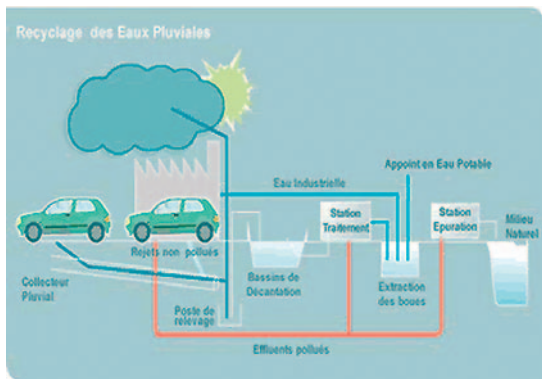 Recyclage des Eaux Pluviales
Appoint en Eau Potable
Eau Industrielle
Station
Traitement
Station
Epuration
Milieu
Naturel
Rejets non pollués
Collecteur
Pluvial
Bassins de
Décantation
Extraction
des boues
Poste de
relevage
Effluents pollués